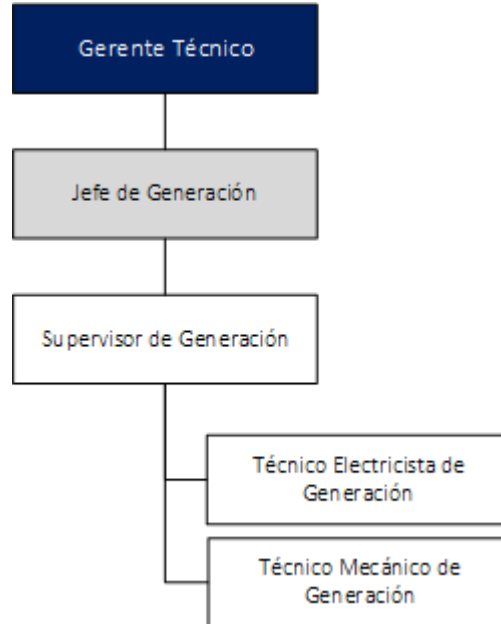 Gerente Técnico
Jefe de Generación
Supervisor de Generación
Técnico Electricista de
Generación
Técnico Mecánico de
Generación